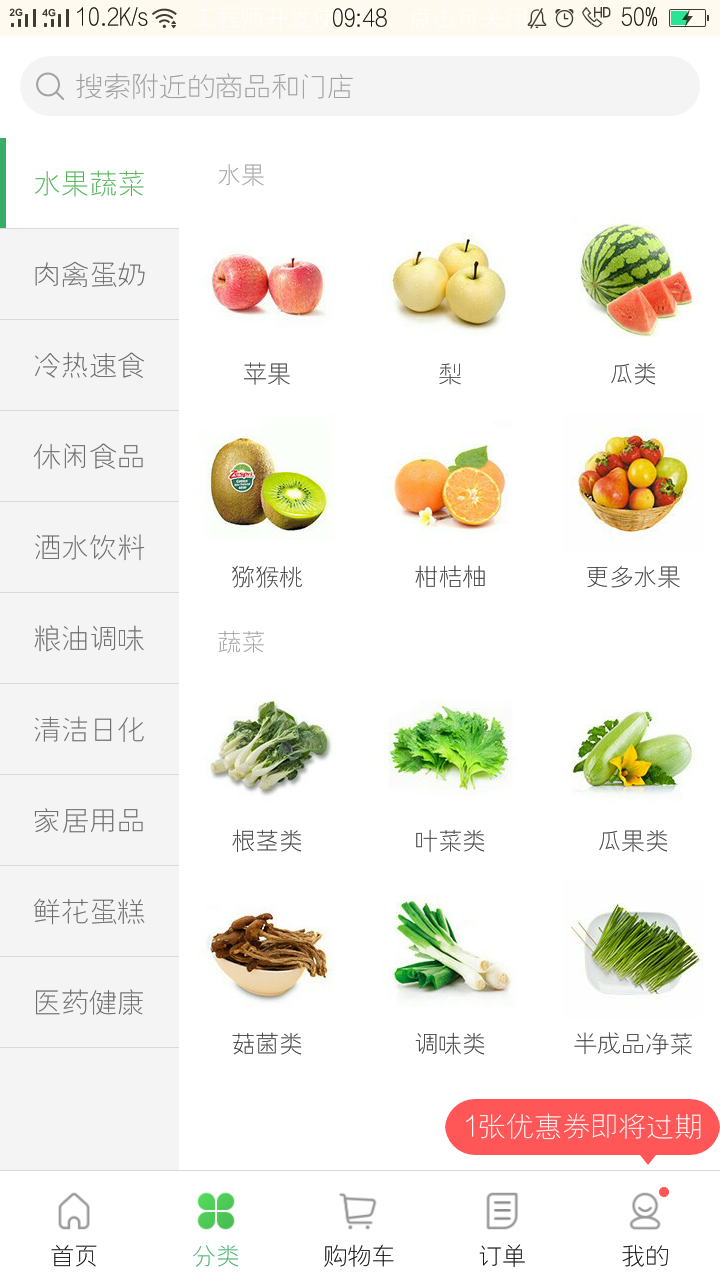 2G 4G 10.2K/s 09:48 HD 50%
搜索附近的商品和门店
水果蔬菜
肉禽蛋奶
冷热速食
休闲食品
酒水饮料
粮油调味
清洁日化
家居用品
鲜花蛋糕
医药健康
水果
苹果 梨 瓜类
Zespri
猕猴桃 柑桔柚 更多水果
蔬菜
根茎类 叶菜类 瓜果类
菇菌类 调味类 半成品净菜
1张优惠券即将过期
首页 分类 购物车 订单 我的